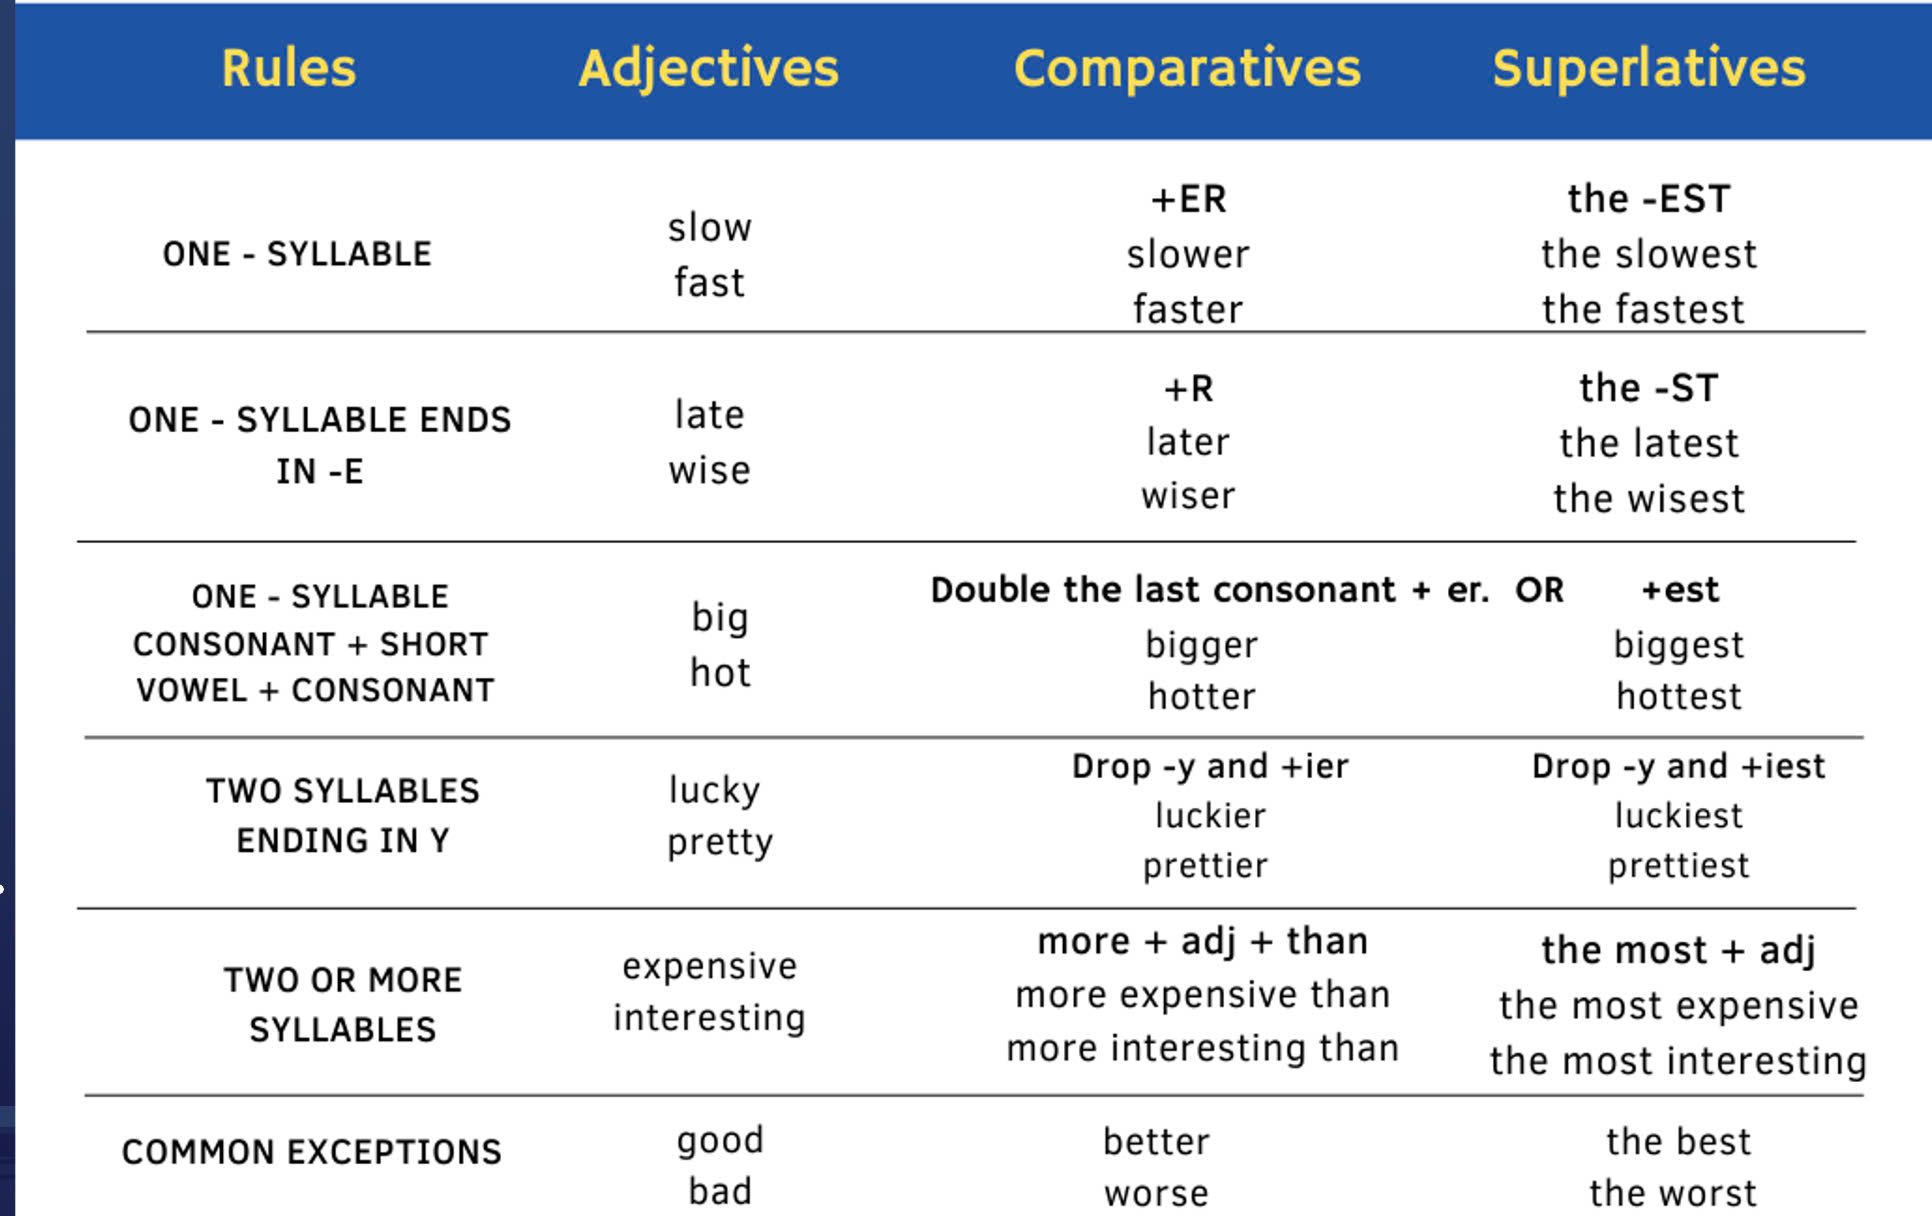 Rules Adjectives Comparatives Superlatives
ONE - SYLLABLE
slow
fast
+ER
slower
faster
the -EST
the slowest
the fastest
ONE - SYLLABLE ENDS
IN -E
late
wise
+R
later
wiser
the -ST
the latest
the wisest
ONE - SYLLABLE
CONSONANT + SHORT
VOWEL + CONSONANT
big
hot
Double the last consonant + er. OR +est
bigger
hotter
biggest
hottest
TWO SYLLABLES
ENDING IN Y
lucky
pretty
Drop -y and +ier
luckier
prettier
Drop -y and +iest
luckiest
prettiest
TWO OR MORE
SYLLABLES
expensive
interesting
more + adj + than
more expensive than
more interesting than
the most + adj
the most expensive
the most interesting
COMMON EXCEPTIONS
good
bad
better
worse
the best
the worst